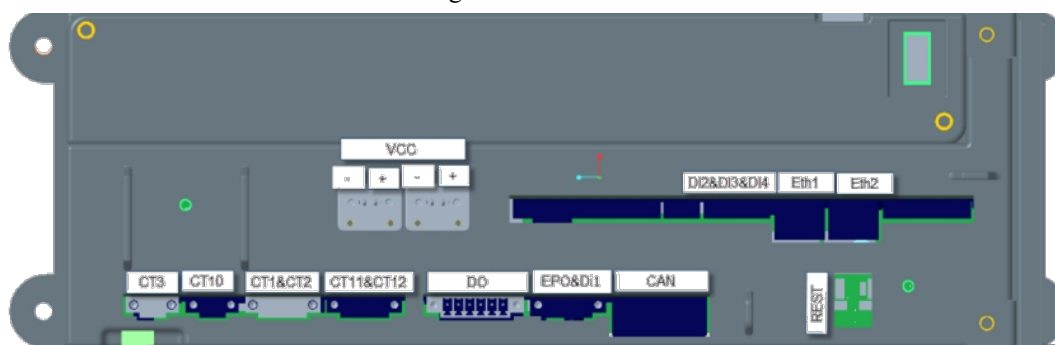 VCC
- + - +
DI2&DI3&DI4 Eth1 Eth2
CT3 CT10 CT1&CT2 CT11&CT12 DO EPO&Di1 CAN
REST